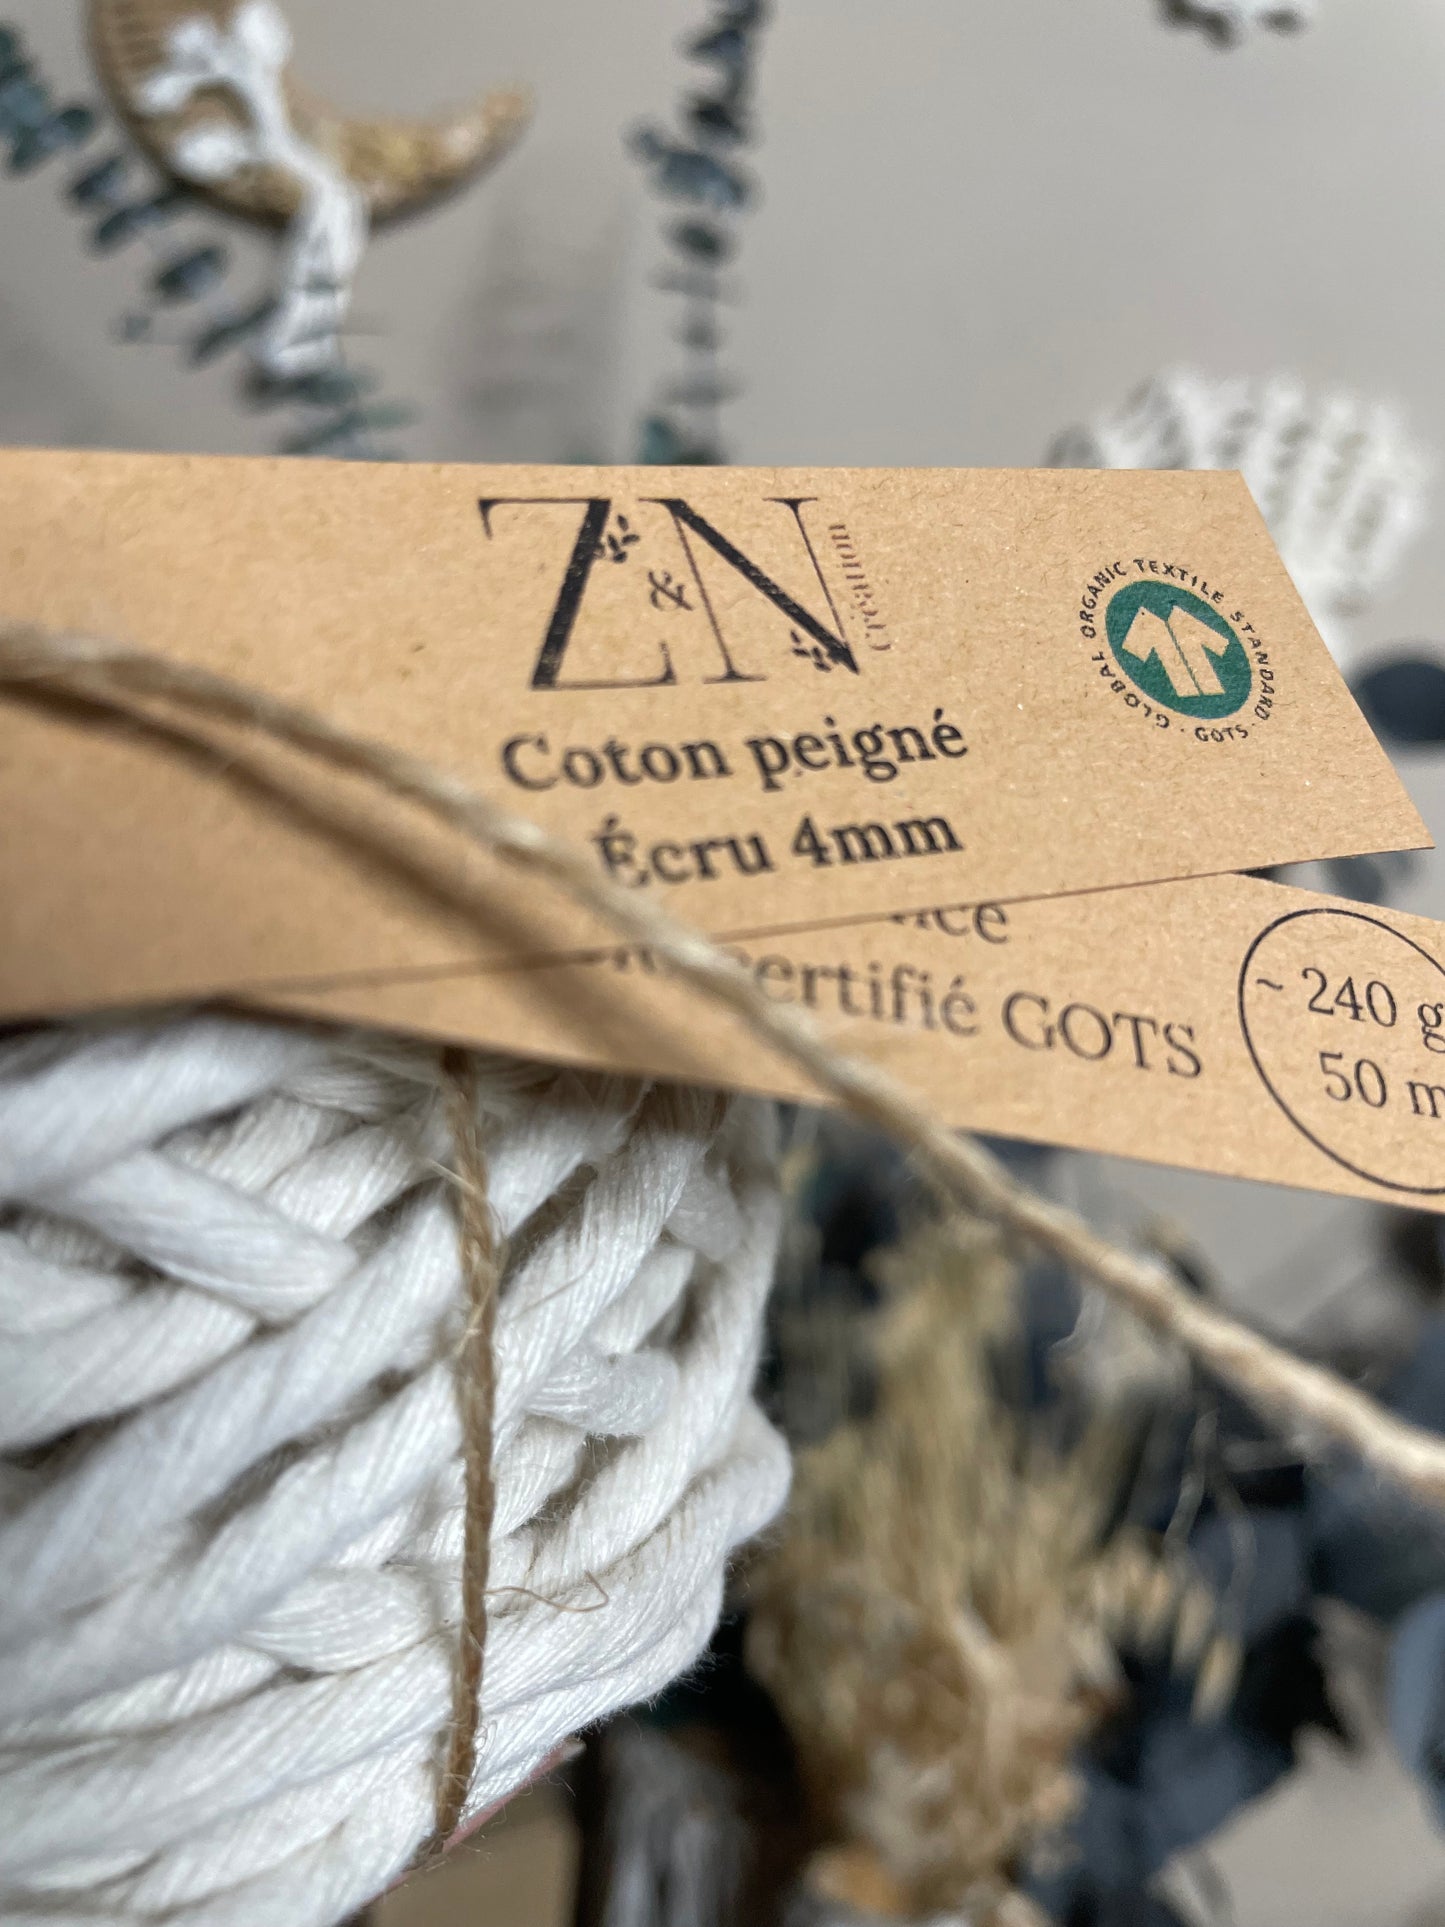 Z&N
Création
GLOBAL ORGANIC TEXTILE STANDARD · GOTS ·
Coton peigné
Écru 4mm
certifié GOTS
~ 240 g
50 m